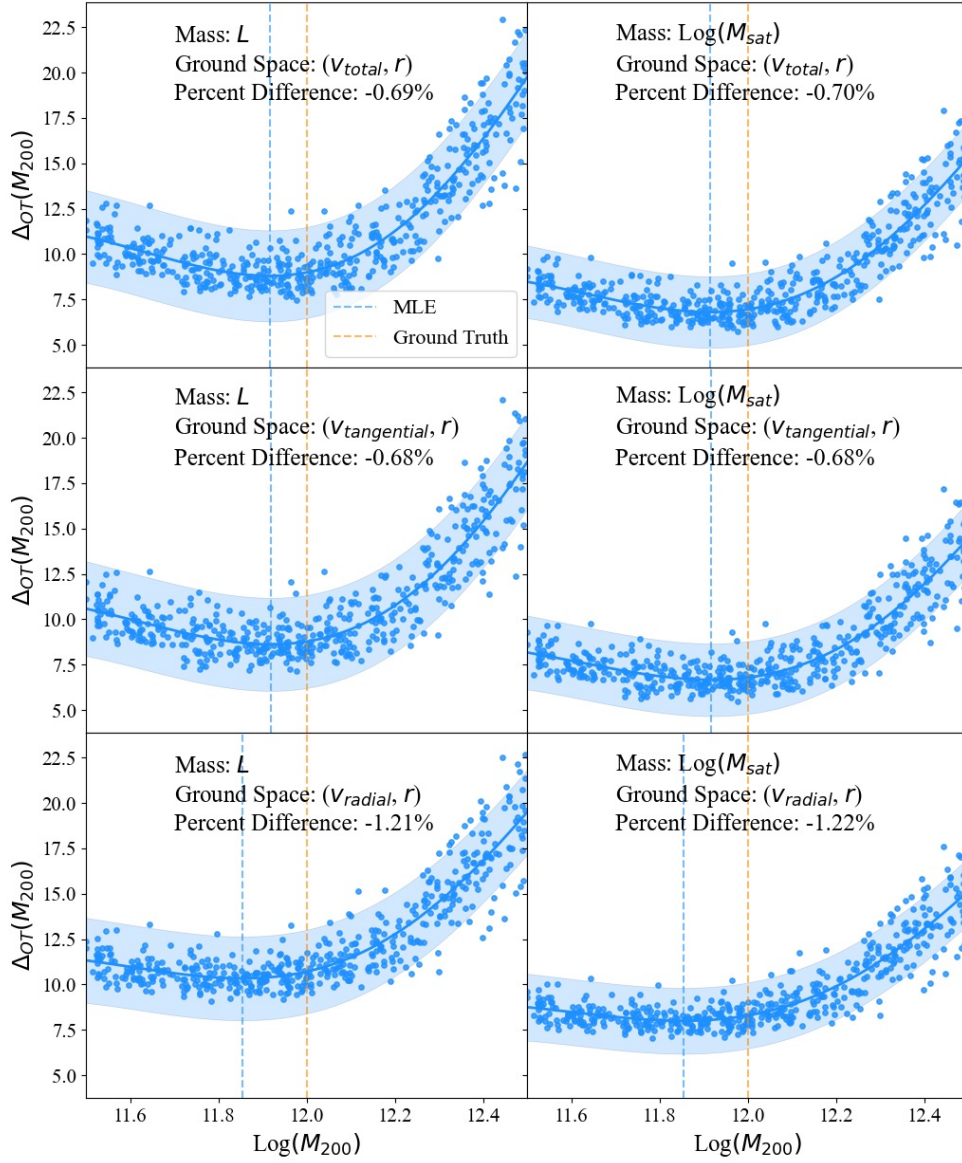 22.5
20.0
17.5
15.0
12.5
10.0
7.5
5.0
Δ_OT(M_200)
Mass: L
Ground Space: (v_total, r)
Percent Difference: -0.69%
MLE
Ground Truth
Mass: Log(M_sat)
Ground Space: (v_total, r)
Percent Difference: -0.70%
22.5
20.0
17.5
15.0
12.5
10.0
7.5
5.0
Δ_OT(M_200)
Mass: L
Ground Space: (v_tangential, r)
Percent Difference: -0.68%
Mass: Log(M_sat)
Ground Space: (v_tangential, r)
Percent Difference: -0.68%
22.5
20.0
17.5
15.0
12.5
10.0
7.5
5.0
Δ_OT(M_200)
Mass: L
Ground Space: (v_radial, r)
Percent Difference: -1.21%
Mass: Log(M_sat)
Ground Space: (v_radial, r)
Percent Difference: -1.22%
11.6 11.8 12.0 12.2 12.4
11.6 11.8 12.0 12.2 12.4
Log(M_200)
Log(M_200)